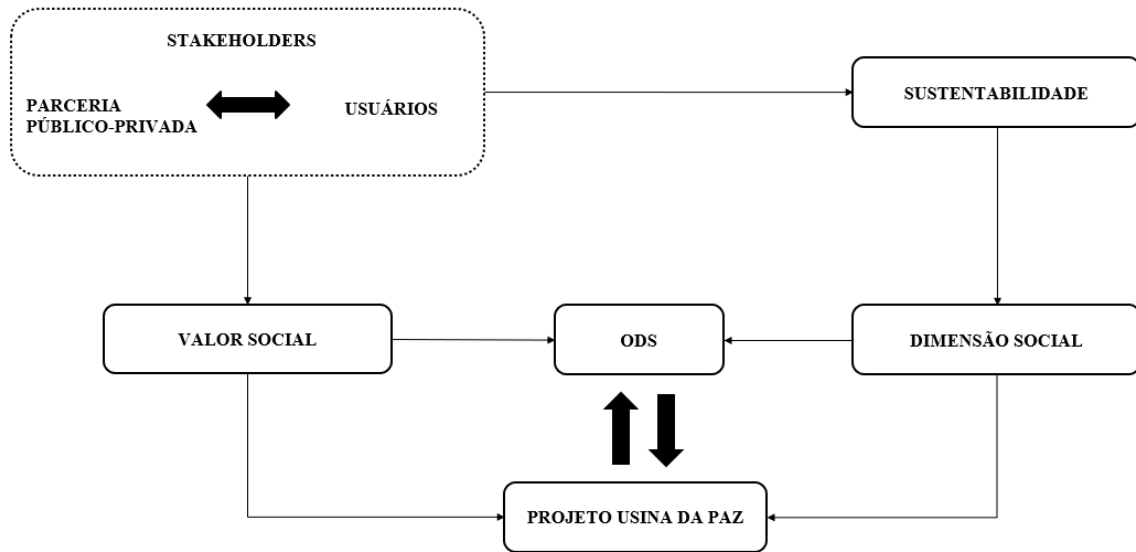 STAKEHOLDERS
PARCERIA
PÚBLICO-PRIVADA
USUÁRIOS
SUSTENTABILIDADE
VALOR SOCIAL
ODS
DIMENSÃO SOCIAL
PROJETO USINA DA PAZ